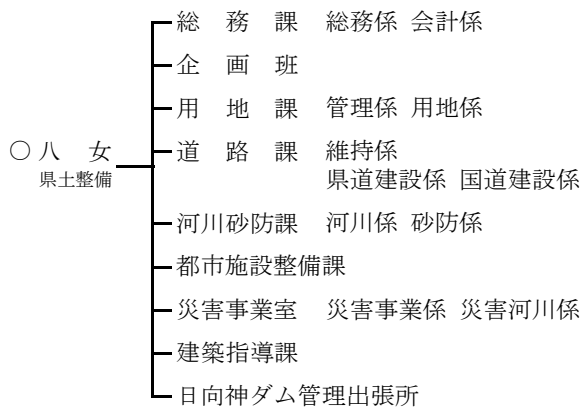 総務課 総務係 会計係
企画班
用地課 管理係 用地係
○八女 道路課 維持係
県土整備 県道建設係 国道建設係
河川砂防課 河川係 砂防係
都市施設整備課
災害事業室 災害事業係 災害河川係
建築指導課
日向神ダム管理出張所